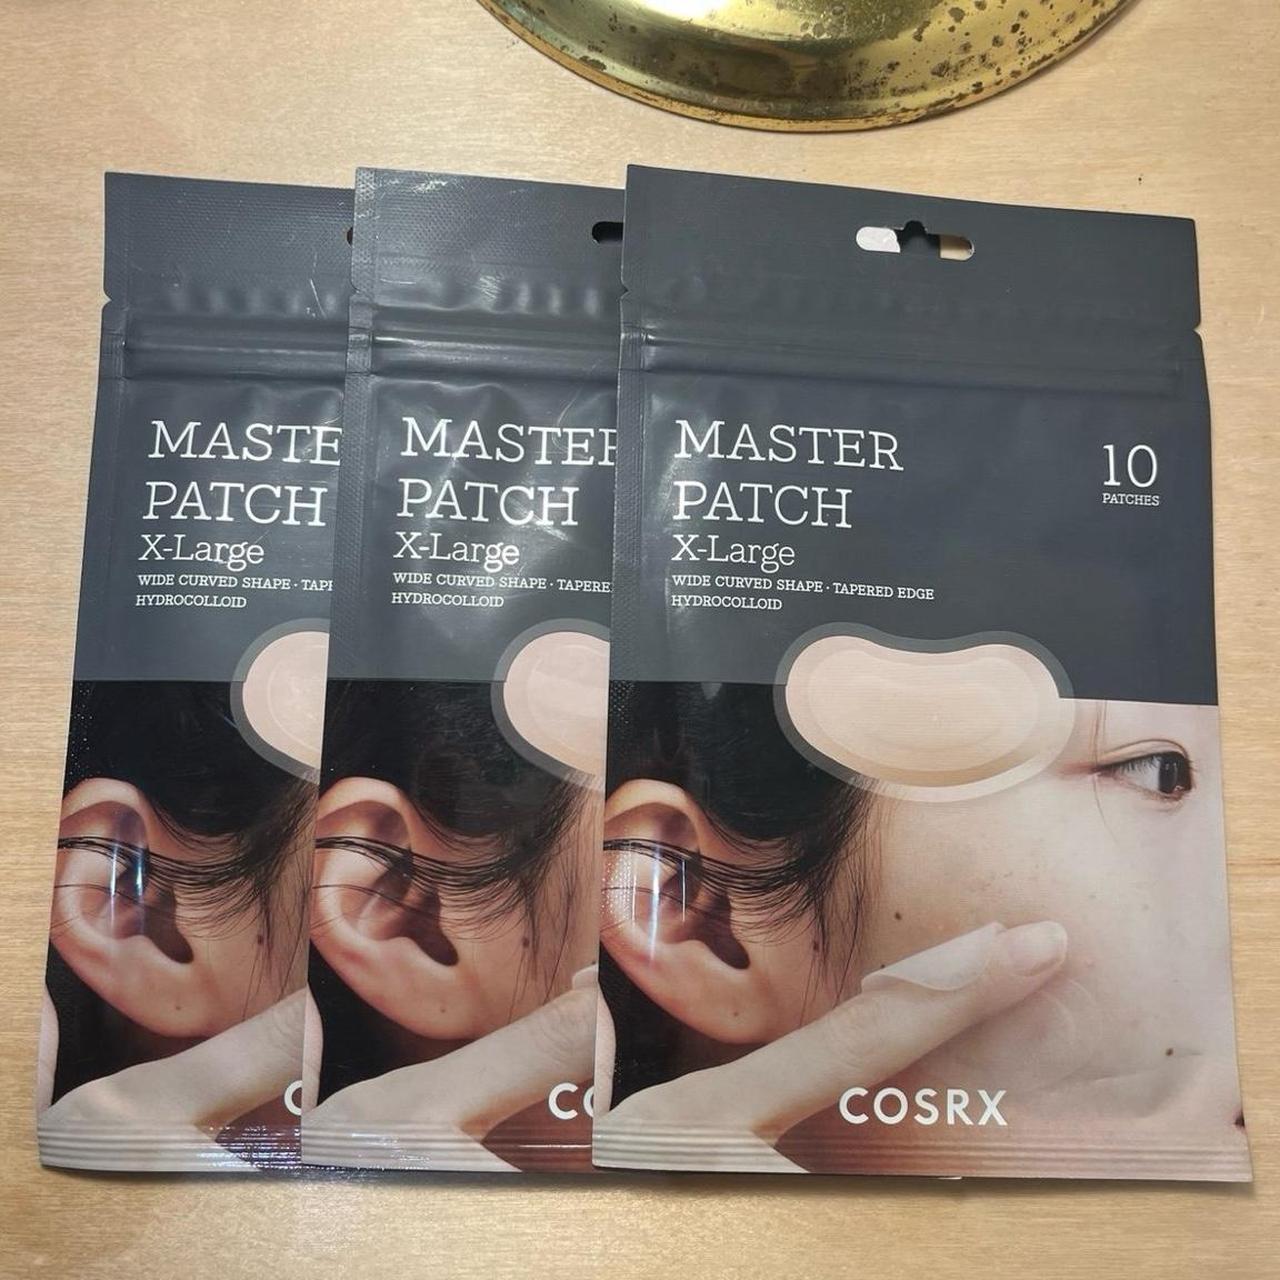 MASTE
PATCH
X-Large
WIDE CURVED SHAPE · TAPE
HYDROCOLLOID
C
MASTER
PATCH
X-Large
WIDE CURVED SHAPE · TAPERE
HYDROCOLLOID
CO
MASTER
PATCH
X-Large
WIDE CURVED SHAPE · TAPERED EDGE
HYDROCOLLOID
10
PATCHES
COSRX